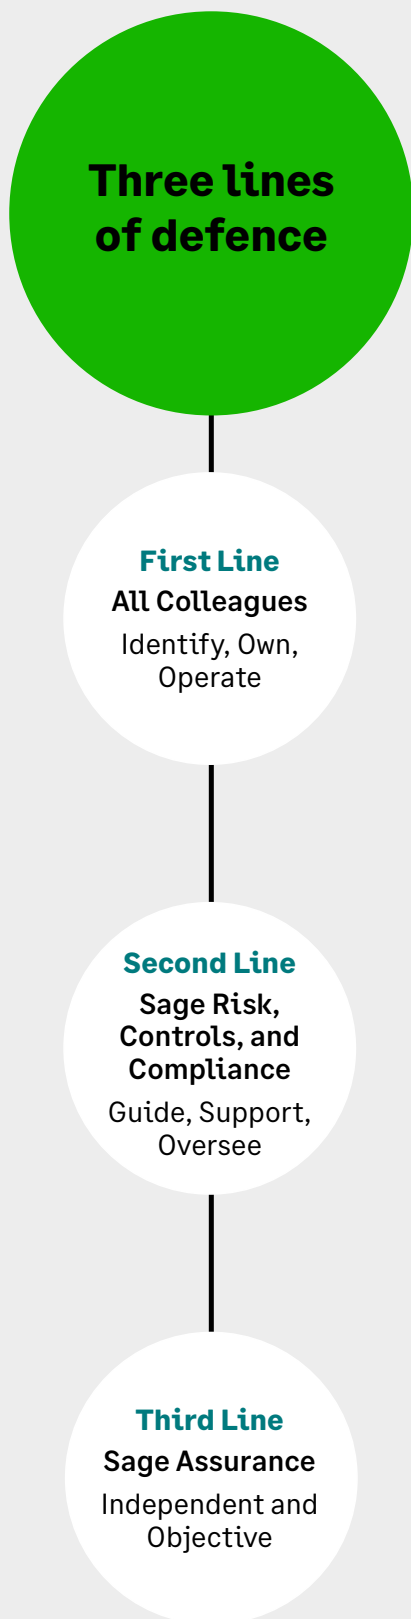 Three lines
of defence
First Line
All Colleagues
Identify, Own,
Operate
Second Line
Sage Risk,
Controls, and
Compliance
Guide, Support,
Oversee
Third Line
Sage Assurance
Independent and
Objective